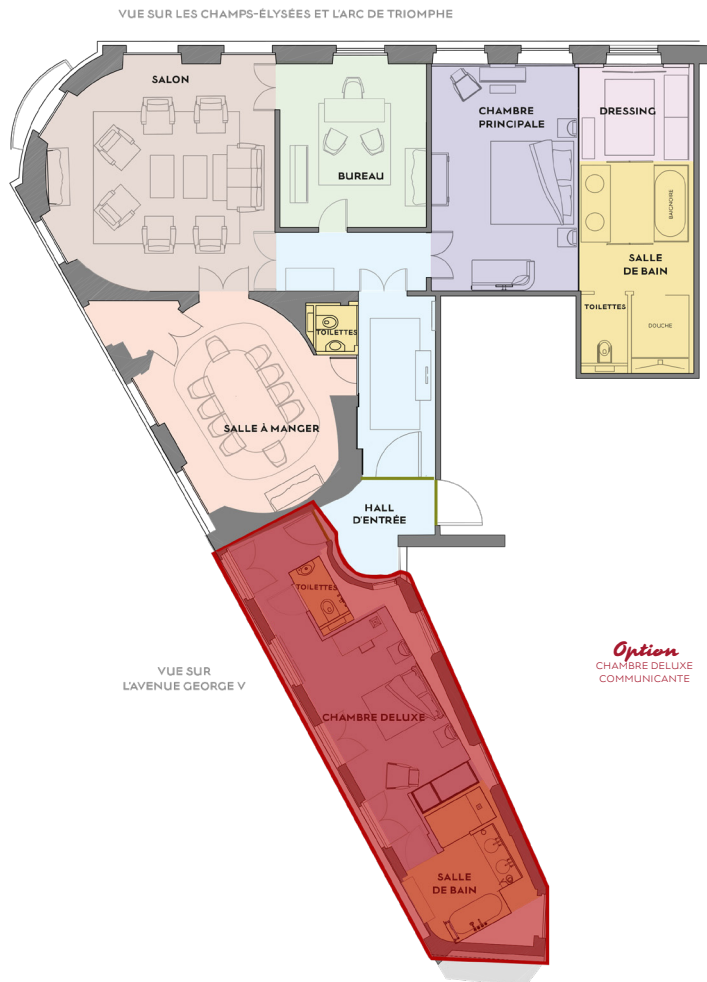 VUE SUR LES CHAMPS-ÉLYSÉES ET L'ARC DE TRIOMPHE
SALON
BUREAU
CHAMBRE
PRINCIPALE
DRESSING
BAIGNOIRE
SALLE
DE BAIN
TOILETTES
DOUCHE
TOILETTES
SALLE À MANGER
HALL
D'ENTRÉE
TOILETTES
CHAMBRE DELUXE
SALLE
DE BAIN
VUE SUR
L'AVENUE GEORGE V
Option
CHAMBRE DELUXE
COMMUNICANTE